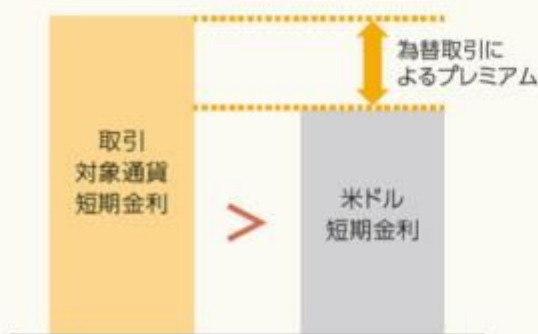 為替取引に
よるプレミアム
取引
対象通貨
短期金利
>
米ドル
短期金利